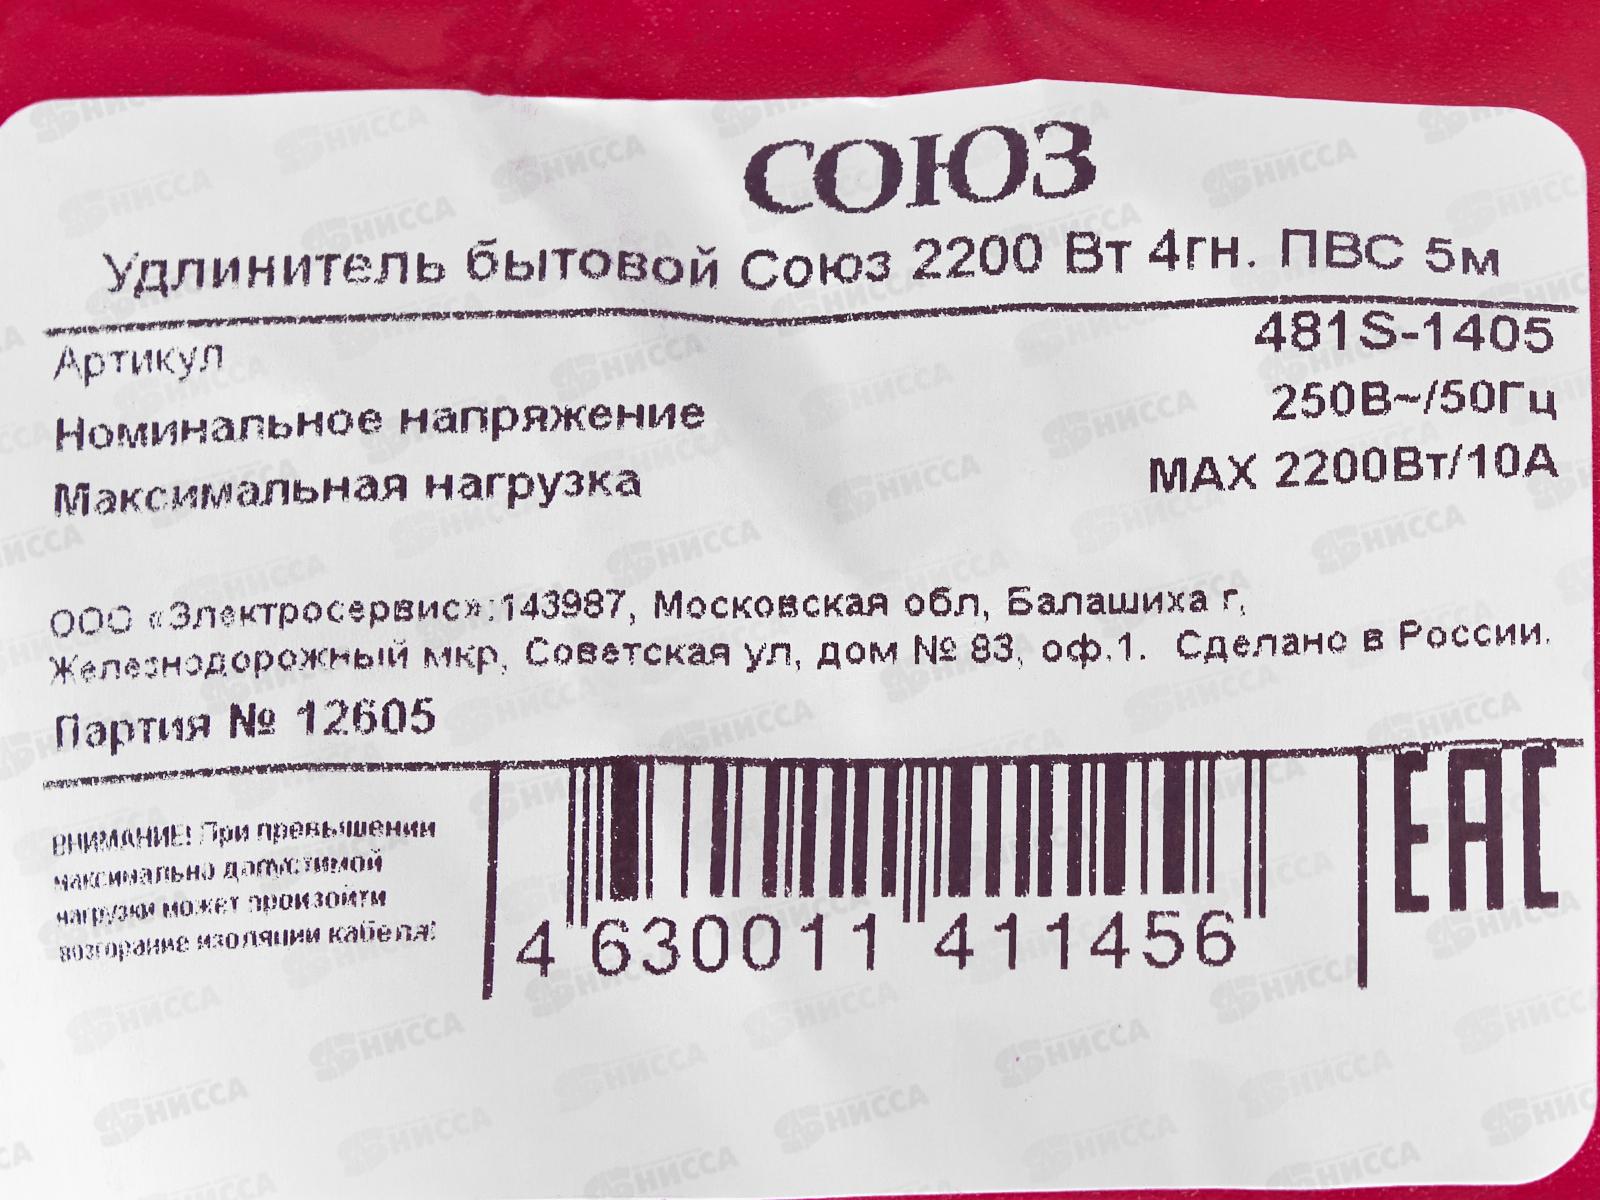 СОЮЗ
Удлинитель бытовой Союз 2200 Вт 4гн. ПВС 5м
Артикул 481S-1405
Номинальное напряжение 250В~/50Гц
Максимальная нагрузка MAX 2200Вт/10А
ООО «Электросервис»:143987, Московская обл, Балашиха г,
Железнодорожный мкр, Советская ул, дом № 83, оф.1. Сделано в России.
Партия № 12605
ВНИМАНИЕ! При превышении
максимально допустимой
нагрузки может произойти
возгорание изоляции кабеля!
4 630011 411456
EAC